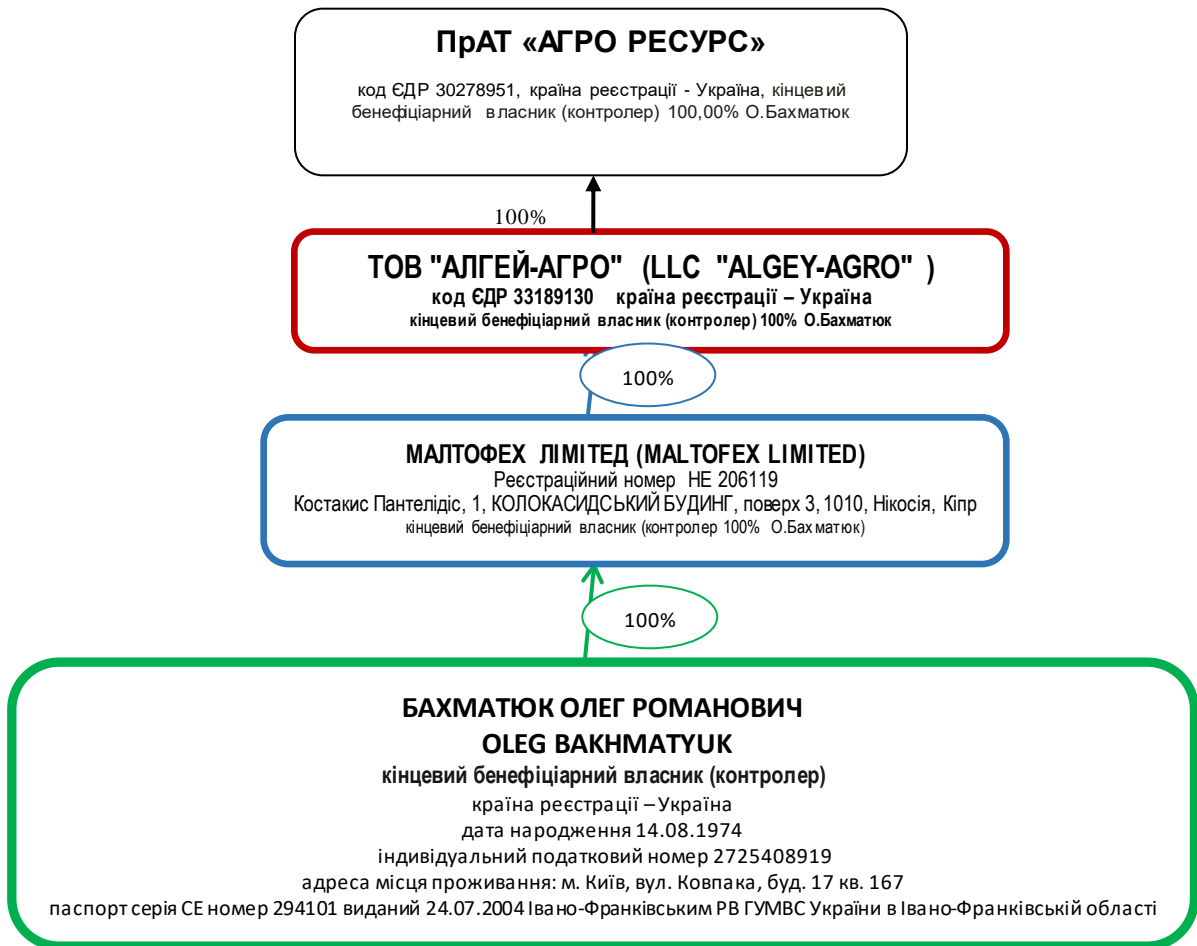 ПрАТ «АГРО РЕСУРС»
код ЄДР 30278951, країна реєстрації - Україна, кінцевий
бенефіціарний власник (контролер) 100,00% О.Бахматюк
100%
ТОВ "АЛГЕЙ-АГРО" (LLC "ALGEY-AGRO" )
код ЄДР 33189130 країна реєстрації – Україна
кінцевий бенефіціарний власник (контролер) 100% О.Бахматюк
100%
МАЛТОФЕХ ЛІМІТЕД (MALTOFEX LIMITED)
Реєстраційний номер НЕ 206119
Костакис Пантелідіс, 1, КОЛОКАСИДСЬКИЙ БУДИНГ, поверх 3, 1010, Нікосія, Кіпр
кінцевий бенефіціарний власник (контролер 100% О.Бахматюк)
100%
БАХМАТЮК ОЛЕГ РОМАНОВИЧ
OLEG BAKHMATYUK
кінцевий бенефіціарний власник (контролер)
країна реєстрації – Україна
дата народження 14.08.1974
індивідуальний податковий номер 2725408919
адреса місця проживання: м. Київ, вул. Ковпака, буд. 17 кв. 167
паспорт серія СЕ номер 294101 виданий 24.07.2004 Івано-Франківським РВ ГУМВС України в Івано-Франківській області